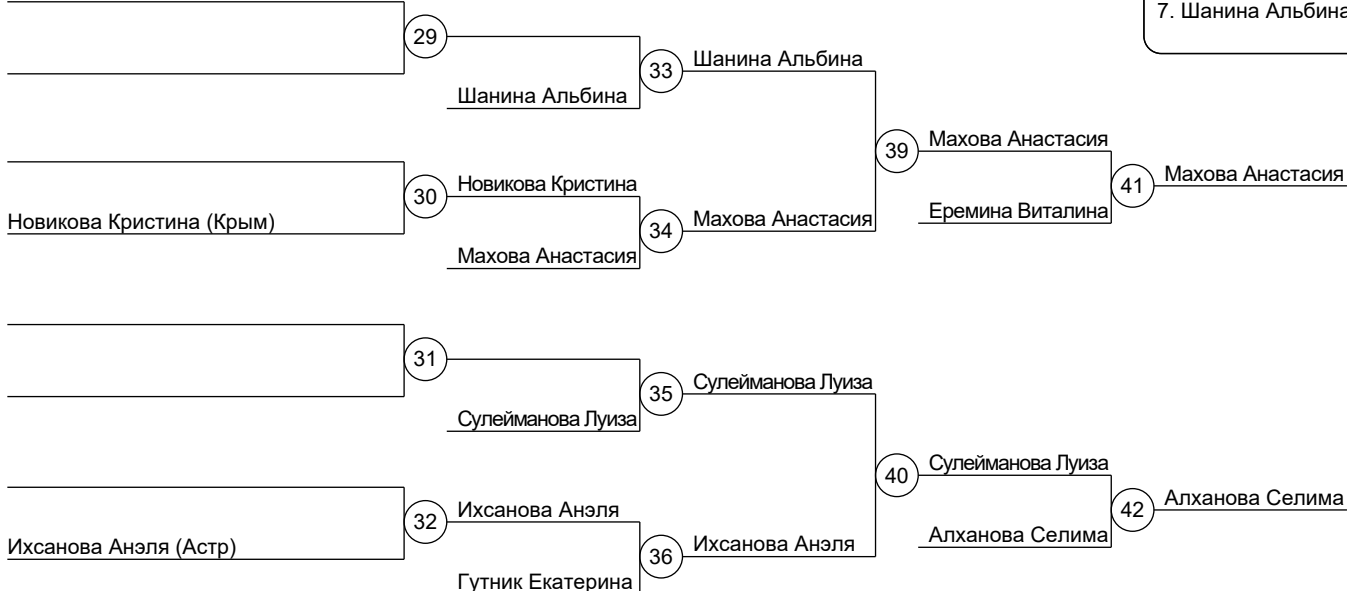 7. Шанина Альбина
29
33
Шанина Альбина
Шанина Альбина
39
Махова Анастасия
30
Новикова Кристина
41
Махова Анастасия
Новикова Кристина (Крым)
34
Махова Анастасия
Еремина Виталина
Махова Анастасия
31
35
Сулейманова Луиза
Сулейманова Луиза
40
Сулейманова Луиза
32
Ихсанова Анэля
42
Алханова Селима
Ихсанова Анэля (Астр)
36
Ихсанова Анэля
Алханова Селима
Гутник Екатерина